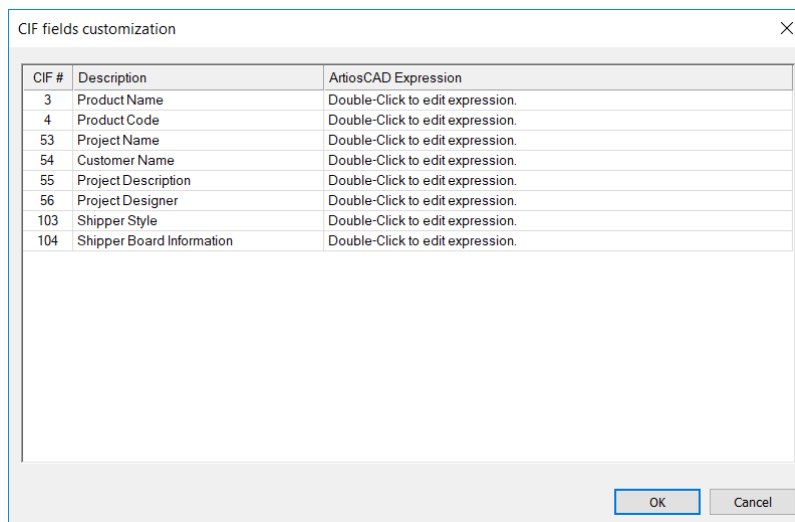 CIF fields customization
CIF # Description ArtiosCAD Expression
3 Product Name Double-Click to edit expression.
4 Product Code Double-Click to edit expression.
53 Project Name Double-Click to edit expression.
54 Customer Name Double-Click to edit expression.
55 Project Description Double-Click to edit expression.
56 Project Designer Double-Click to edit expression.
103 Shipper Style Double-Click to edit expression.
104 Shipper Board Information Double-Click to edit expression.
OK Cancel